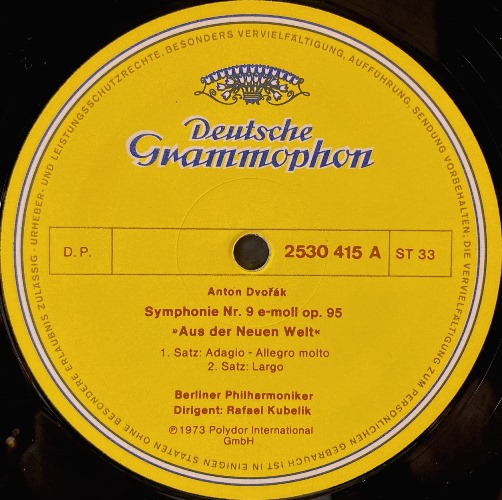 URHEBER- UND LEISTUNGSSCHUTZRECHTE, BESONDERS VERVIELFÄLTIGUNG, AUFFÜHRUNG, SENDUNG VORBEHALTEN; DIE VERVIELFÄLTIGUNG ZUM PERSÖNLICHEN GEBRAUCH IST IN EINIGEN STAATEN OHNE BESONDERE ERLAUBNIS ZULÄSSIG ·
Deutsche
Grammophon
D. P. 2530 415 A ST 33
Anton Dvořák
Symphonie Nr. 9 e-moll op. 95
»Aus der Neuen Welt«
1. Satz: Adagio - Allegro molto
2. Satz: Largo
Berliner Philharmoniker
Dirigent: Rafael Kubelik
℗ 1973 Polydor International
GmbH